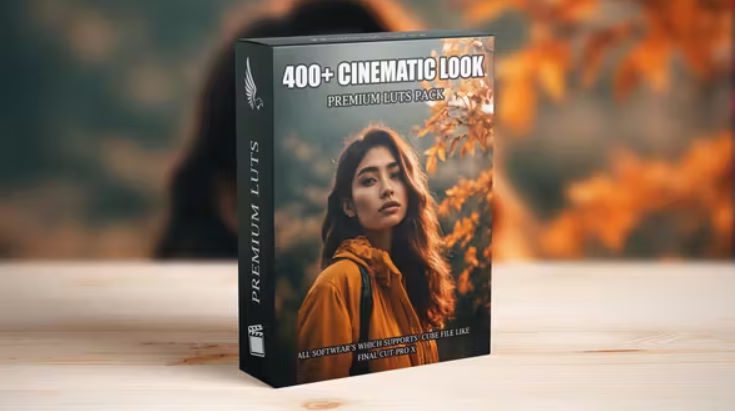 400+ CINEMATIC LOOK
PREMIUM LUTS PACK
PREMIUM LUTS
ALL SOFTWEAR'S WHICH SUPPORTS' CUBE FILE LIKE
FINAL CUT PRO X